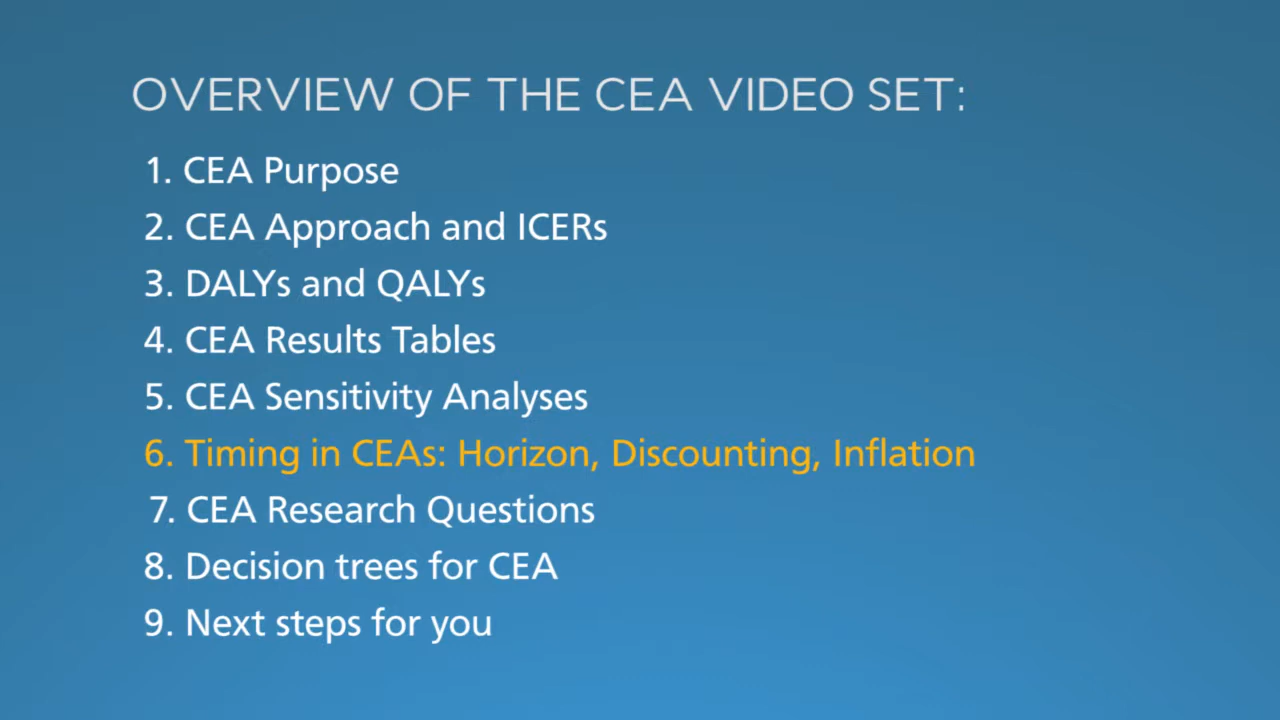 OVERVIEW OF THE CEA VIDEO SET:
1. CEA Purpose
2. CEA Approach and ICERs
3. DALYs and QALYs
4. CEA Results Tables
5. CEA Sensitivity Analyses
6. Timing in CEAs: Horizon, Discounting, Inflation
7. CEA Research Questions
8. Decision trees for CEA
9. Next steps for you